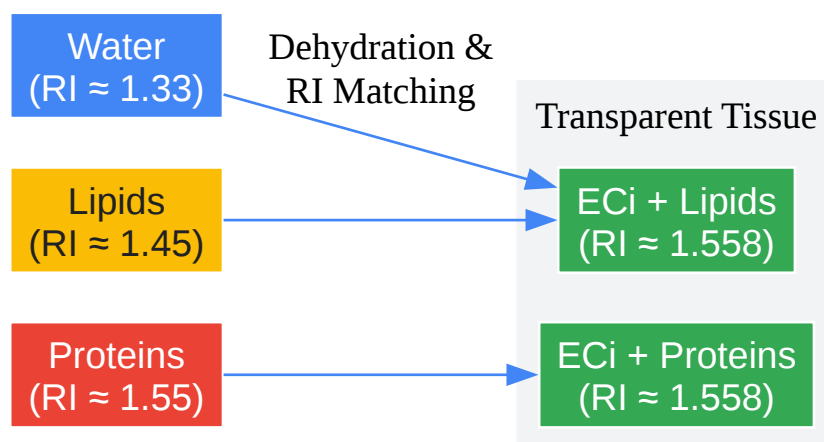 Water
(RI ≈ 1.33)
Dehydration &
RI Matching
Transparent Tissue
Lipids
(RI ≈ 1.45)
ECi + Lipids
(RI ≈ 1.558)
Proteins
(RI ≈ 1.55)
ECi + Proteins
(RI ≈ 1.558)